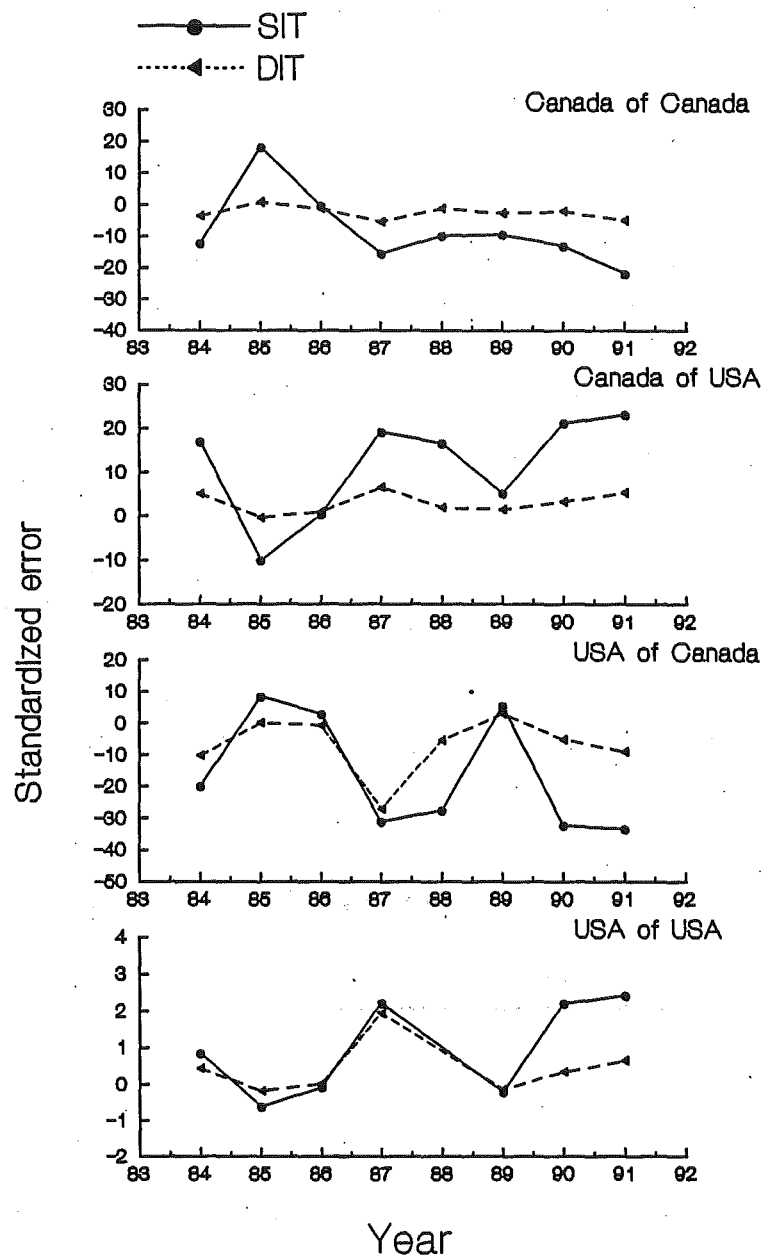 SIT
DIT
Canada of Canada
30
20
10
0
-10
-20
-30
-40
83 84 85 86 87 88 89 90 91 92
Canada of USA
30
20
10
0
-10
-20
83 84 85 86 87 88 89 90 91 92
USA of Canada
20
10
0
-10
-20
-30
-40
-50
83 84 85 86 87 88 89 90 91 92
USA of USA
4
3
2
1
0
-1
-2
83 84 85 86 87 88 89 90 91 92
Standardized error
Year